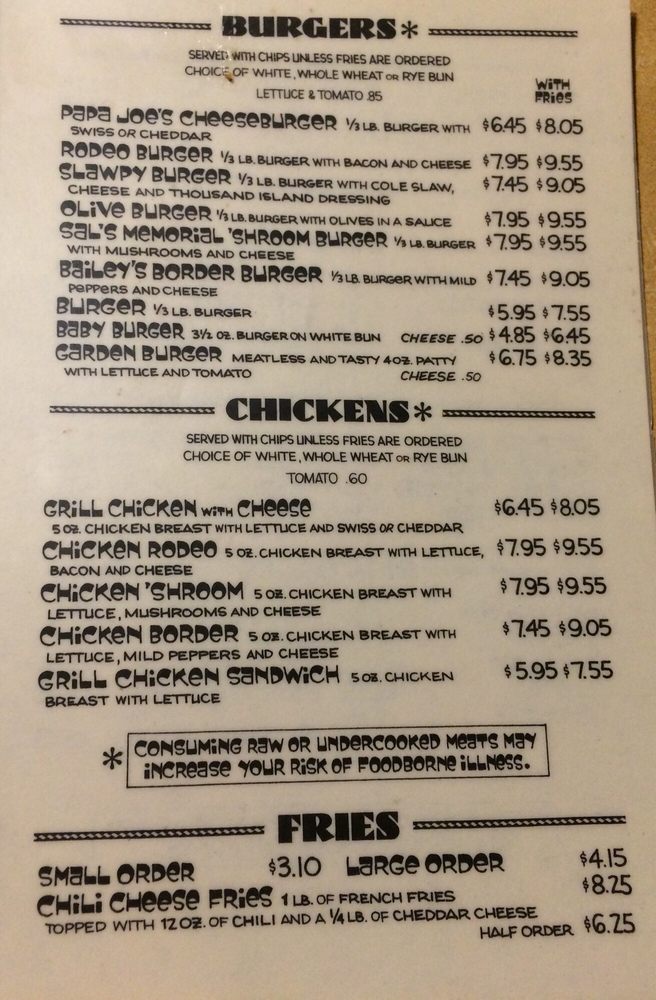 BURGERS*
SERVED WITH CHIPS UNLESS FRIES ARE ORDERED
CHOICE OF WHITE, WHOLE WHEAT OR RYE BUN
LETTUCE & TOMATO .85
WITH
FRIES
PAPA JOE'S CHEESEBURGER 1/3 LB. BURGER WITH $6.45 $8.05
SWISS OR CHEDDAR
RODEO BURGER 1/3 LB. BURGER WITH BACON AND CHEESE $7.95 $9.55
SLAWPY BURGER 1/3 LB. BURGER WITH COLE SLAW, $7.45 $9.05
CHEESE AND THOUSAND ISLAND DRESSING
OLIVE BURGER 1/3 LB. BURGER WITH OLIVES IN A SAUCE $7.95 $9.55
SAL'S MEMORIAL 'SHROOM BURGER 1/3 LB. BURGER $7.95 $9.55
WITH MUSHROOMS AND CHEESE
BAILEY'S BORDER BURGER 1/3 LB. BURGER WITH MILD $7.45 $9.05
PEPPERS AND CHEESE
BURGER 1/3 LB. BURGER $5.95 $7.55
BABY BURGER 3 1/2 OZ. BURGER ON WHITE BUN CHEESE .50 $4.85 $6.45
GARDEN BURGER MEATLESS AND TASTY 4 OZ. PATTY $6.75 $8.35
WITH LETTUCE AND TOMATO CHEESE .50
CHICKENS*
SERVED WITH CHIPS UNLESS FRIES ARE ORDERED
CHOICE OF WHITE, WHOLE WHEAT OR RYE BUN
TOMATO .60
GRILL CHICKEN WITH CHEESE $6.45 $8.05
5 OZ. CHICKEN BREAST WITH LETTUCE AND SWISS OR CHEDDAR
CHICKEN RODEO 5 OZ. CHICKEN BREAST WITH LETTUCE, $7.95 $9.55
BACON AND CHEESE
CHICKEN 'SHROOM 5 OZ. CHICKEN BREAST WITH $7.95 $9.55
LETTUCE, MUSHROOMS AND CHEESE
CHICKEN BORDER 5 OZ. CHICKEN BREAST WITH $7.45 $9.05
LETTUCE, MILD PEPPERS AND CHEESE
GRILL CHICKEN SANDWICH 5 OZ. CHICKEN $5.95 $7.55
BREAST WITH LETTUCE
* CONSUMING RAW OR UNDERCOOKED MEATS MAY
INCREASE YOUR RISK OF FOODBORNE ILLNESS.
FRIES
SMALL ORDER $3.10 LARGE ORDER $4.15
CHILI CHEESE FRIES 1 LB. OF FRENCH FRIES $8.25
TOPPED WITH 12 OZ. OF CHILI AND A 1/4 LB. OF CHEDDAR CHEESE
HALF ORDER $6.25